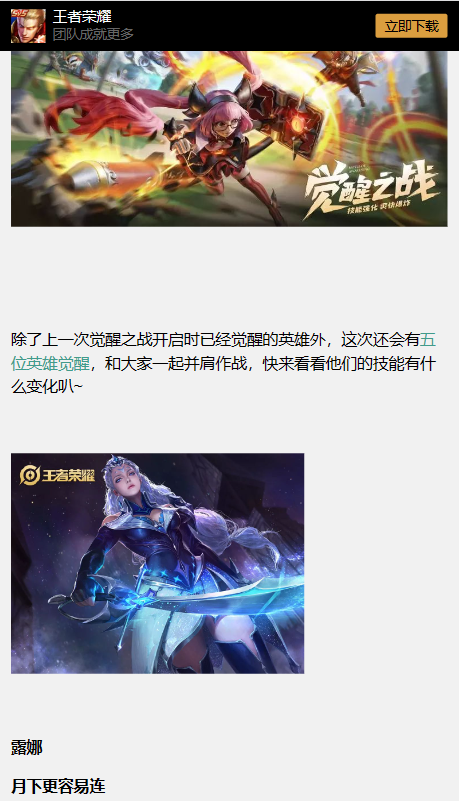 王者荣耀
团队成就更多
立即下载
觉醒之战
技能强化 爽快爆炸
除了上一次觉醒之战开启时已经觉醒的英雄外，这次还会有五
位英雄觉醒，和大家一起并肩作战，快来看看他们的技能有什
么变化叭~
王者荣耀
露娜
月下更容易连